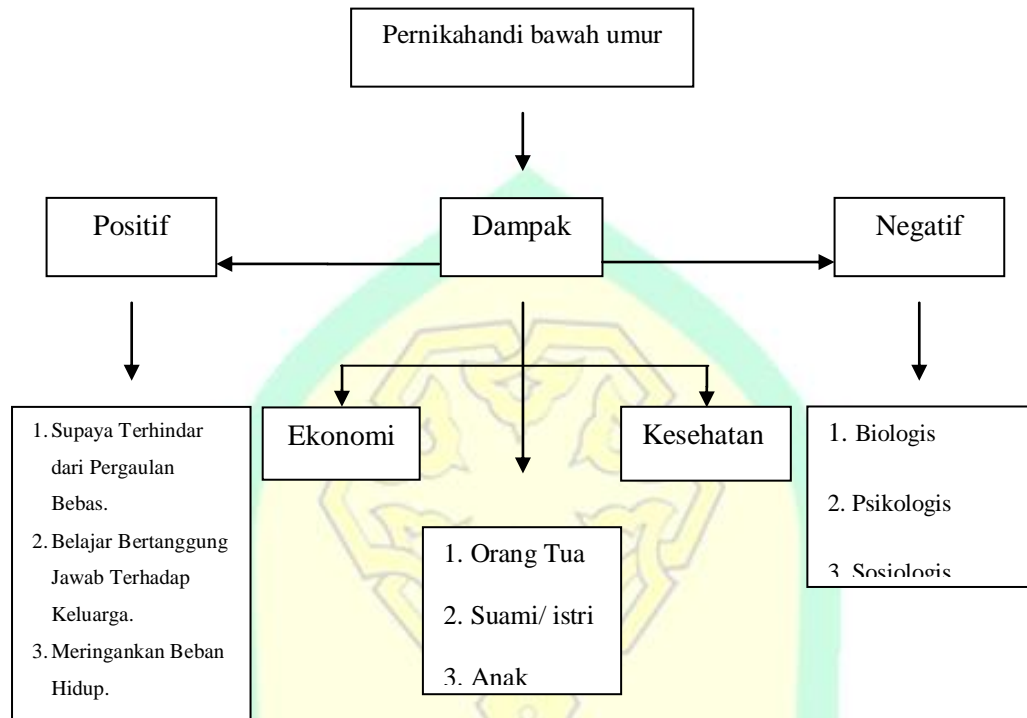 Pernikahandi bawah umur
Positif
Dampak
Negatif
1. Supaya Terhindar
dari Pergaulan
Bebas.
2. Belajar Bertanggung
Jawab Terhadap
Keluarga.
3. Meringankan Beban
Hidup.
Ekonomi
Kesehatan
1. Orang Tua
2. Suami/ istri
3. Anak
1. Biologis
2. Psikologis
3. Sosiologis